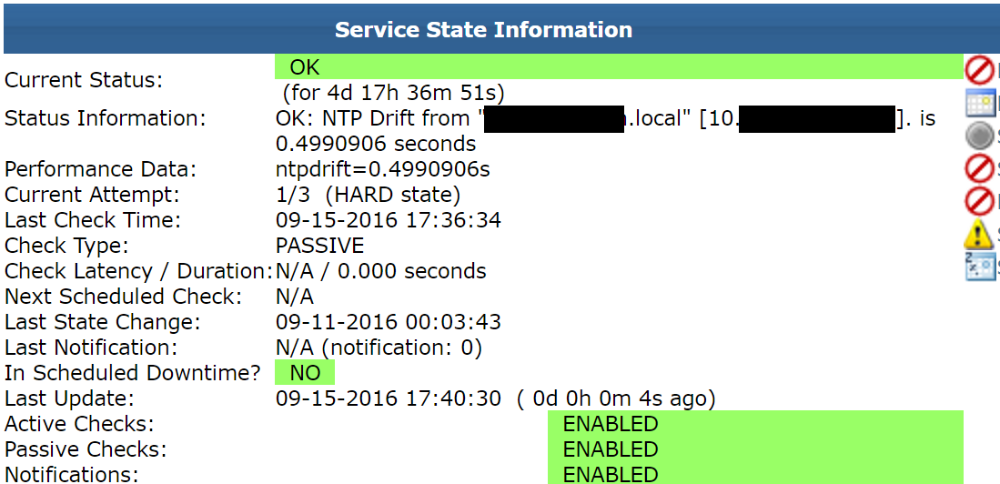 Service State Information
Current Status: OK
(for 4d 17h 36m 51s)
Status Information: OK: NTP Drift from " .local" [10. ]. is
0.4990906 seconds
Performance Data: ntpdrift=0.4990906s
Current Attempt: 1/3 (HARD state)
Last Check Time: 09-15-2016 17:36:34
Check Type: PASSIVE
Check Latency / Duration: N/A / 0.000 seconds
Next Scheduled Check: N/A
Last State Change: 09-11-2016 00:03:43
Last Notification: N/A (notification: 0)
In Scheduled Downtime? NO
Last Update: 09-15-2016 17:40:30 ( 0d 0h 0m 4s ago)
Active Checks: ENABLED
Passive Checks: ENABLED
Notifications: ENABLED